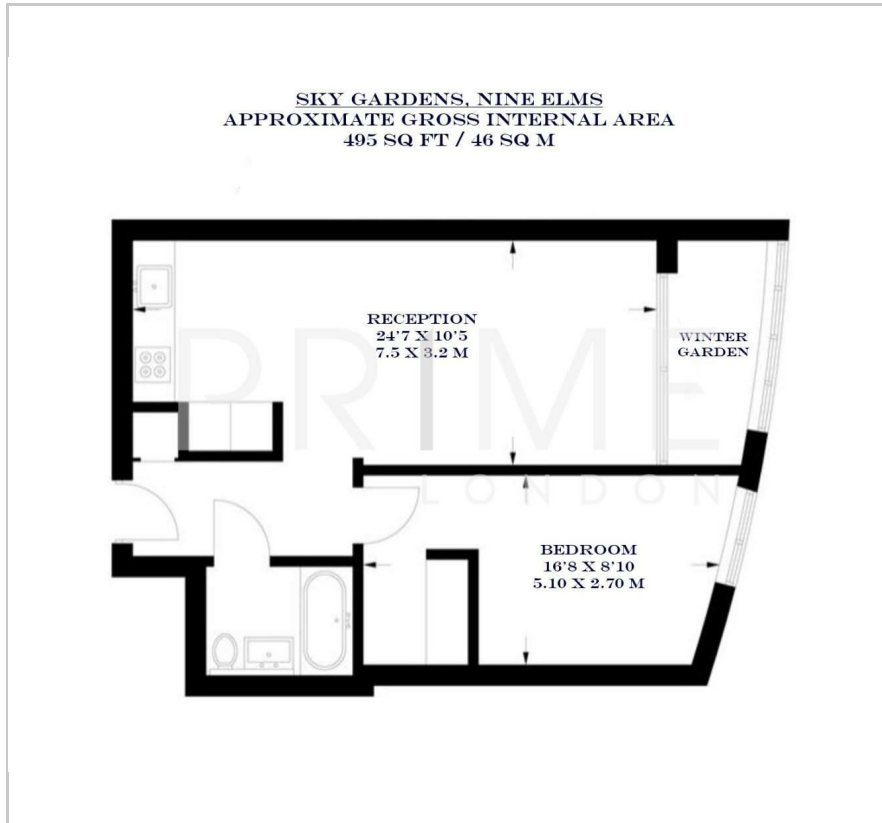 SKY GARDENS, NINE ELMS
APPROXIMATE GROSS INTERNAL AREA
495 SQ FT / 46 SQ M
RECEPTION
24'7 X 10'5
7.5 X 3.2 M
WINTER
GARDEN
PRIME
LONDON
BEDROOM
16'8 X 8'10
5.10 X 2.70 M